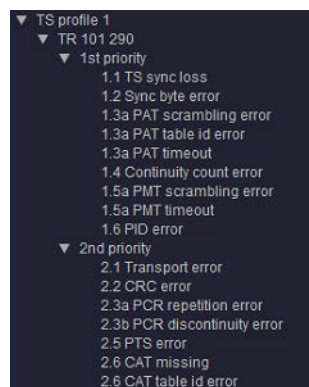 TS profile 1
TR 101 290
1st priority
1.1 TS sync loss
1.2 Sync byte error
1.3a PAT scrambling error
1.3a PAT table id error
1.3a PAT timeout
1.4 Continuity count error
1.5a PMT scrambling error
1.5a PMT timeout
1.6 PID error
2nd priority
2.1 Transport error
2.2 CRC error
2.3a PCR repetition error
2.3b PCR discontinuity error
2.5 PTS error
2.6 CAT missing
2.6 CAT table id error